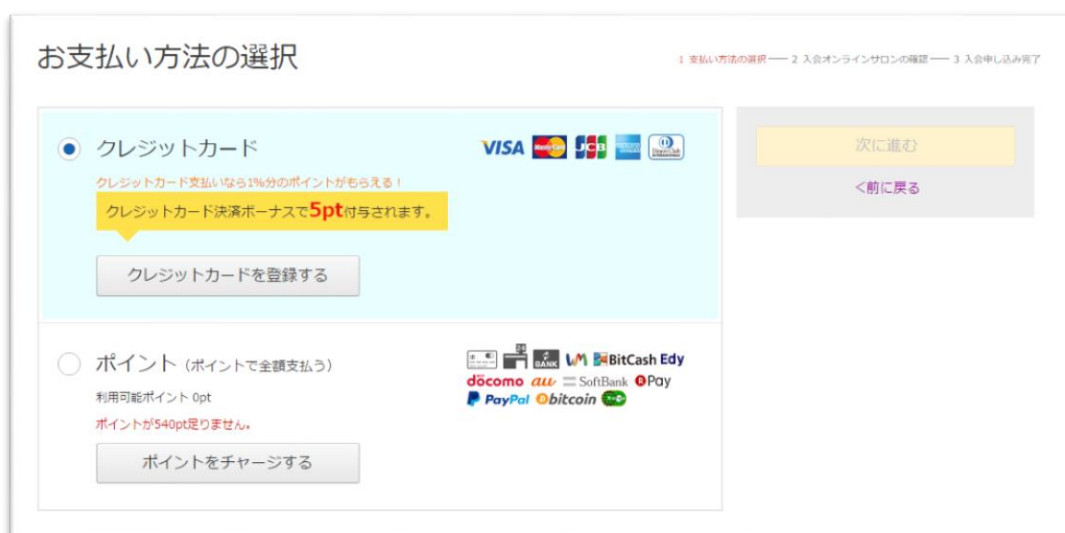 お支払い方法の選択
1 支払い方法の選択 — 2 入会オンラインサロンの確認 — 3 入会申し込み完了
クレジットカード
VISA MasterCard JCB
クレジットカード支払いなら1%分のポイントがもらえる！
クレジットカード決済ボーナスで5pt付与されます。
クレジットカードを登録する
次に進む
<前に戻る
ポイント（ポイントで全額支払う）
24 BANK BitCash Edy
döcomo au SoftBank R Pay
PayPal bitcoin
利用可能ポイント 0pt
ポイントが540pt足りません。
ポイントをチャージする